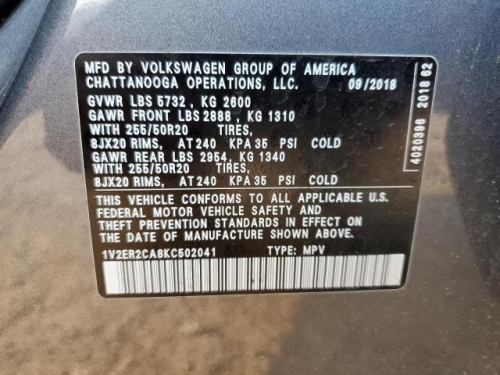 MFD BY VOLKSWAGEN GROUP OF AMERICA
CHATTANOOGA OPERATIONS, LLC. 09/2018
GVWR LBS 5732 , KG 2600
GAWR FRONT LBS 2888 , KG 1310
WITH 255/50R20 TIRES,
8JX20 RIMS, AT 240 KPA 35 PSI COLD
GAWR REAR LBS 2954, KG 1340
WITH 255/50R20 TIRES,
8JX20 RIMS, AT 240 KPA 35 PSI COLD
THIS VEHICLE CONFORMS TO ALL APPLICABLE U.S.
FEDERAL MOTOR VEHICLE SAFETY AND
THEFT PREVENTION STANDARDS IN EFFECT ON
THE DATE OF MANUFACTURE SHOWN ABOVE
1V2ER2CA8KC502041 TYPE: MPV
4020396 2018 62